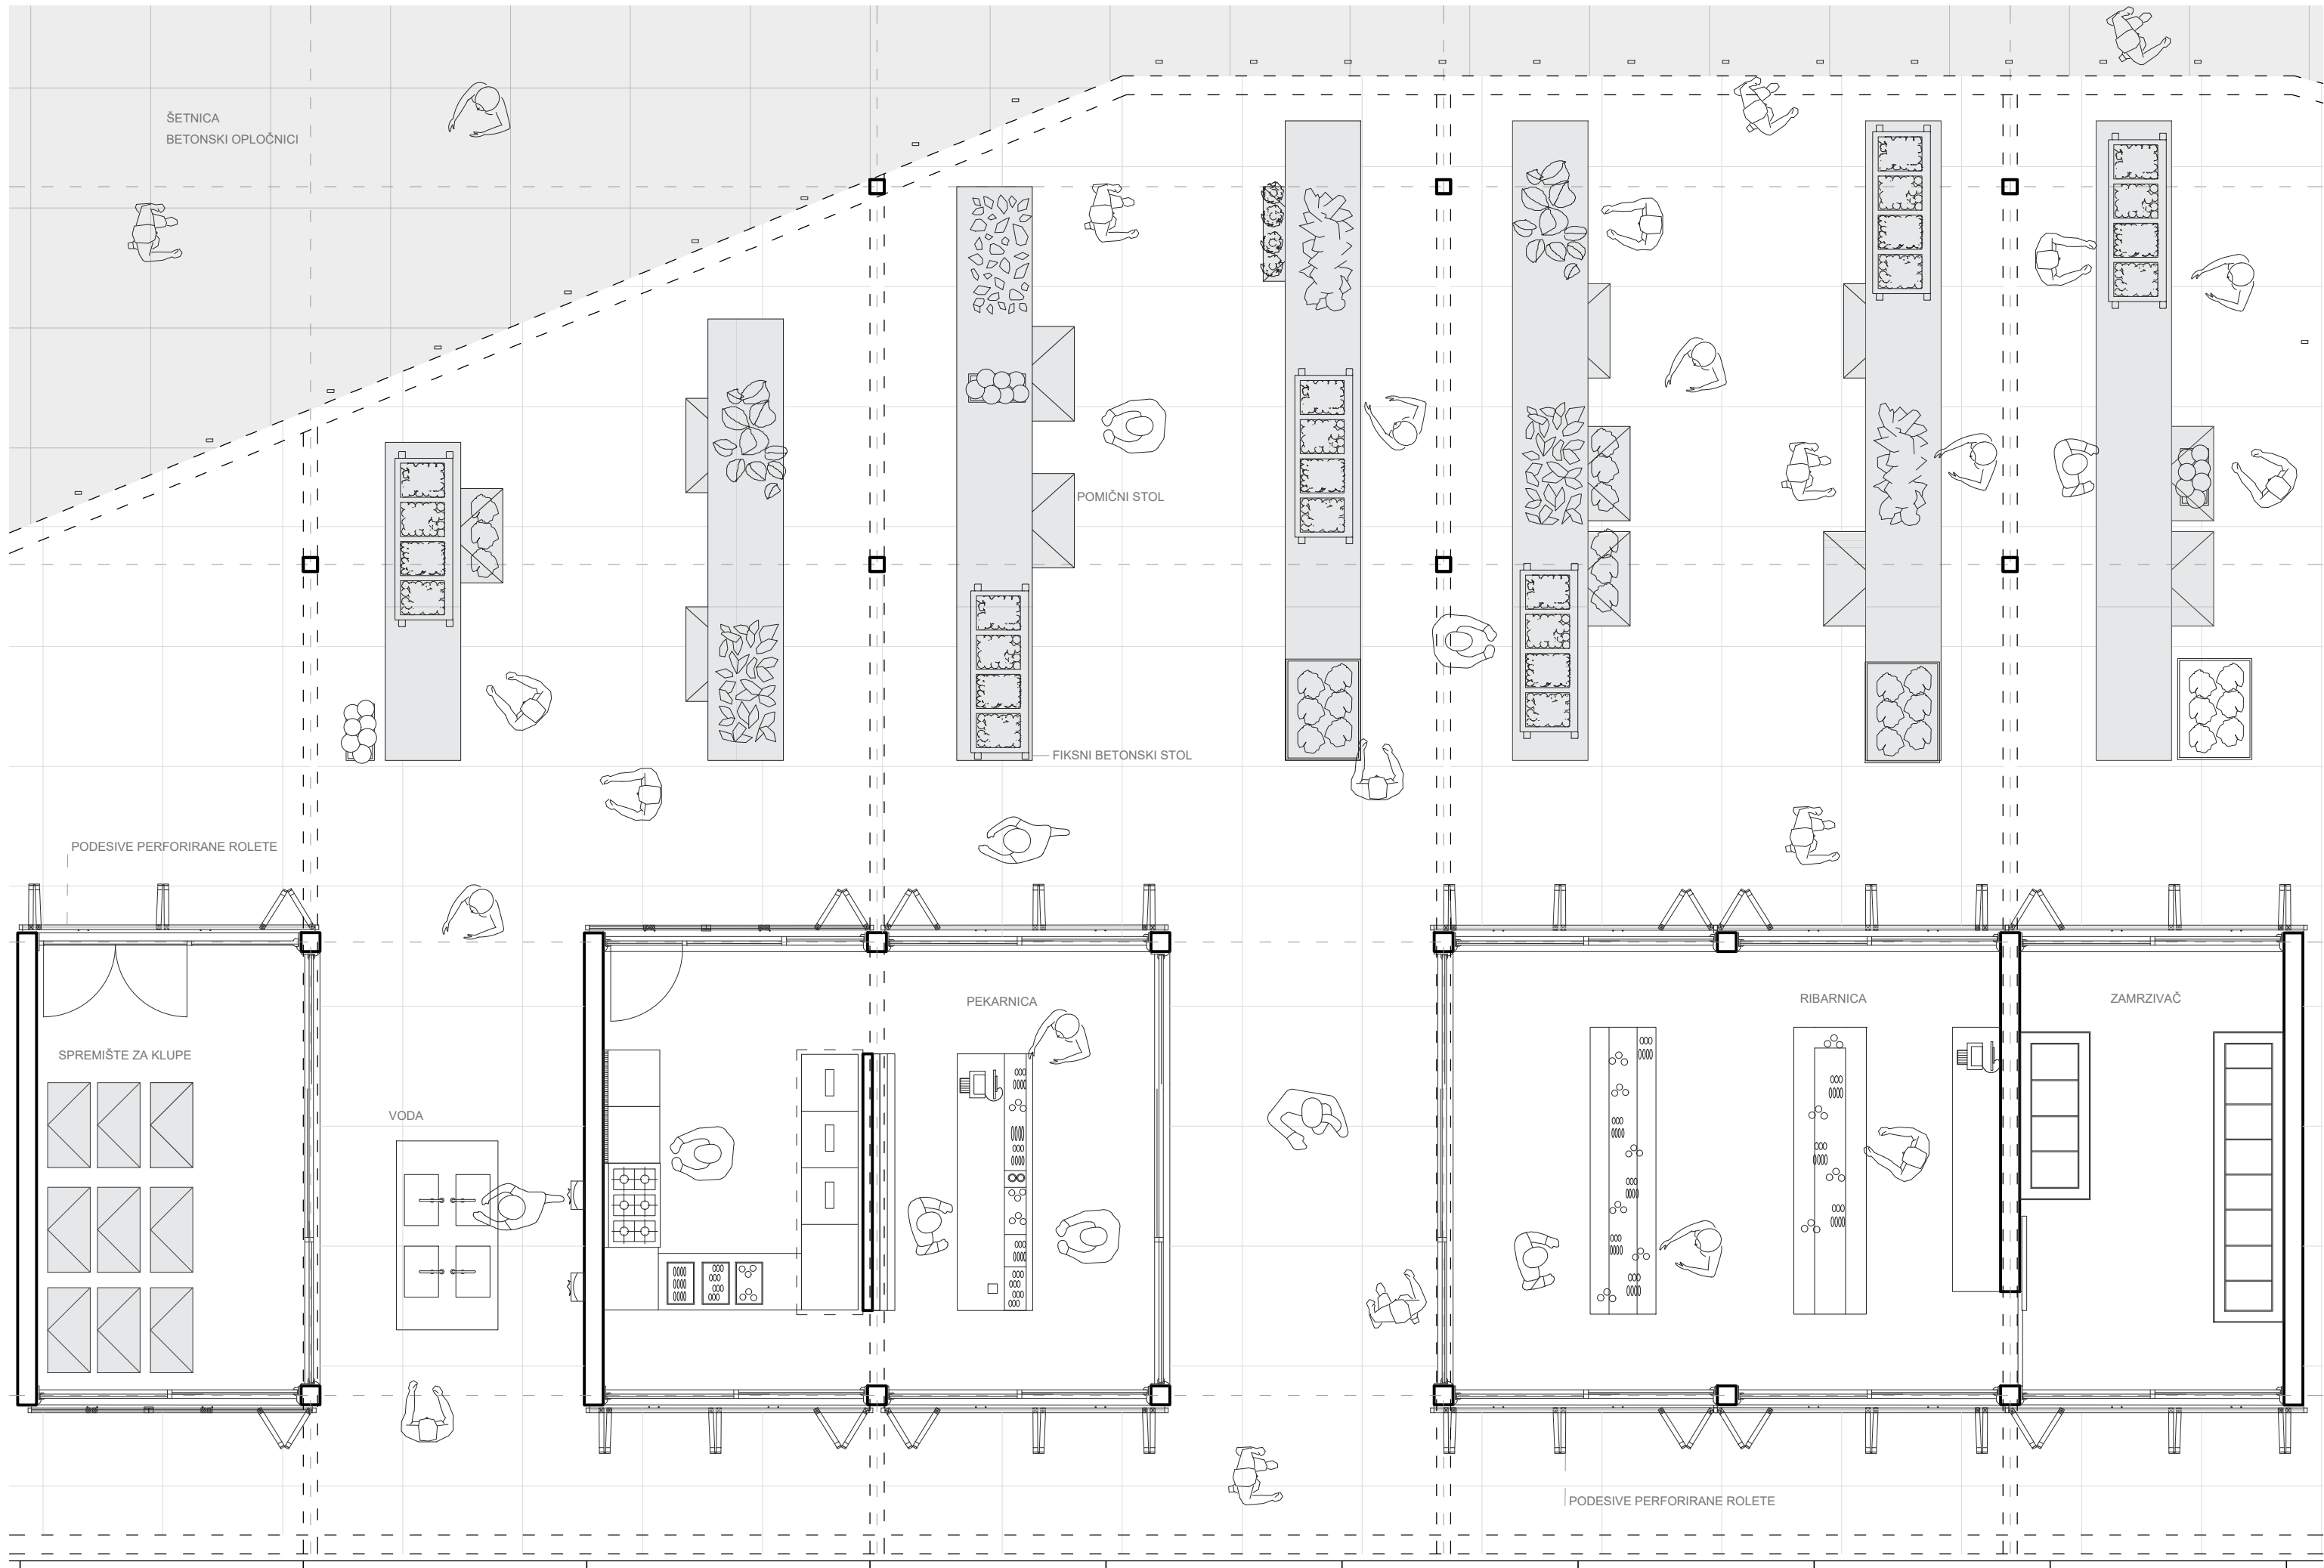 ŠETNICA
BETONSKI OPLOČNICI
POMIČNI STOL
FIKSNI BETONSKI STOL
PODESIVE PERFORIRANE ROLETE
PEKARNICA
RIBARNICA
ZAMRZIVAČ
SPREMIŠTE ZA KLUPE
VODA
PODESIVE PERFORIRANE ROLETE